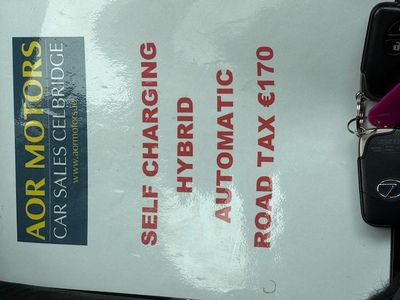 AOR MOTORS
CAR SALES CELBRIDGE
www.aormotors.ie
SELF CHARGING
HYBRID
AUTOMATIC
ROAD TAX €170